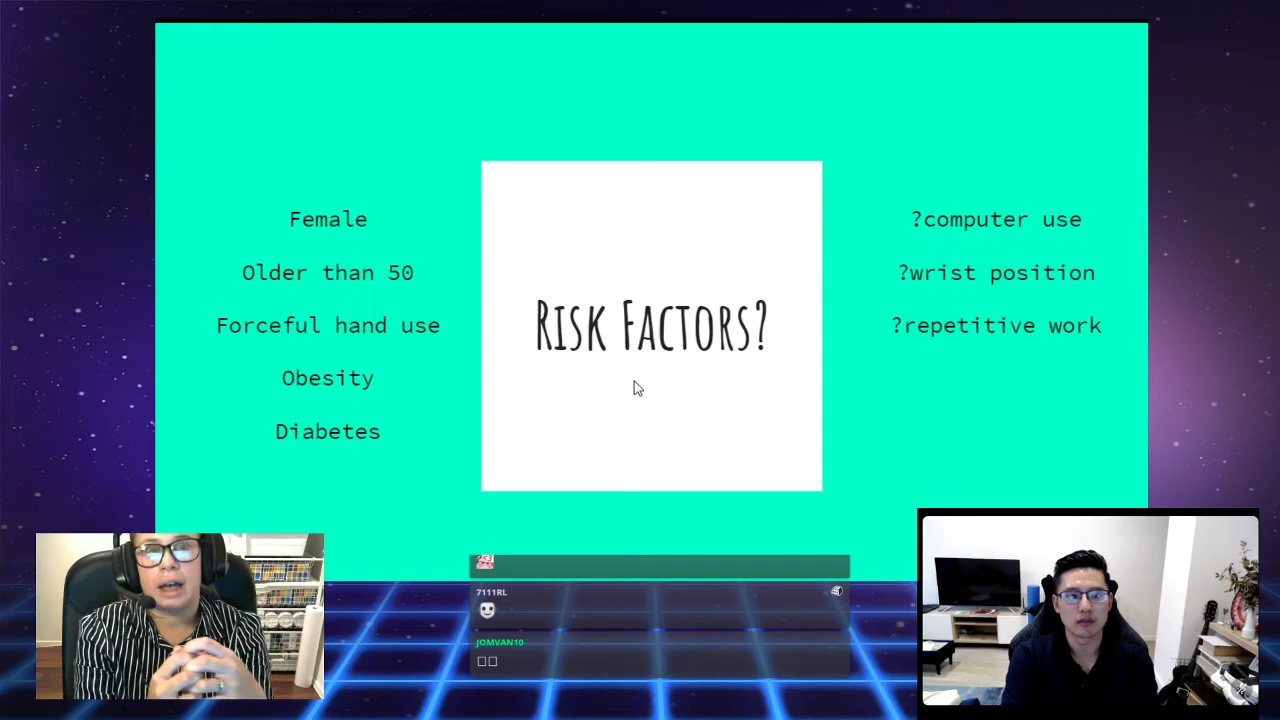 Female
Older than 50
Forceful hand use
Obesity
Diabetes
Risk Factors?
?computer use
?wrist position
?repetitive work
7111RL
JOMVAN10